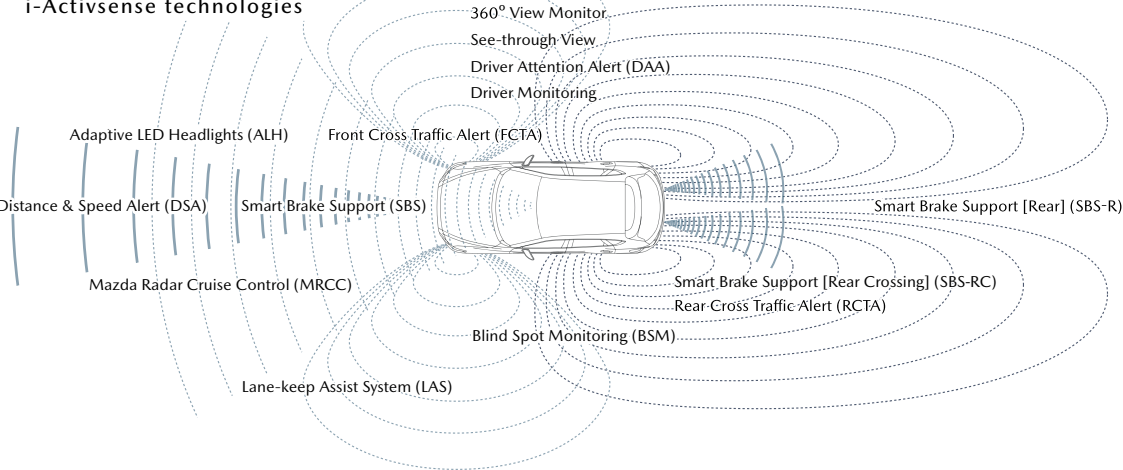 i-Activsense technologies
360° View Monitor
See-through View
Driver Attention Alert (DAA)
Driver Monitoring
Adaptive LED Headlights (ALH)
Front Cross Traffic Alert (FCTA)
Distance & Speed Alert (DSA)
Smart Brake Support (SBS)
Smart Brake Support [Rear] (SBS-R)
Mazda Radar Cruise Control (MRCC)
Smart Brake Support [Rear Crossing] (SBS-RC)
Rear Cross Traffic Alert (RCTA)
Blind Spot Monitoring (BSM)
Lane-keep Assist System (LAS)